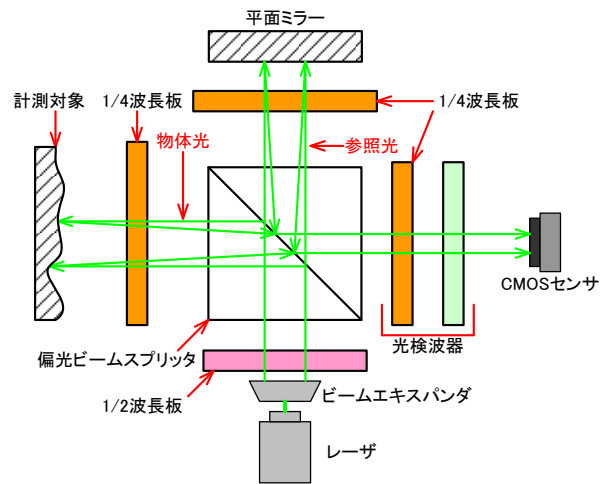 平面ミラー
計測対象
1/4波長板
1/4波長板
物体光
参照光
CMOSセンサ
光検波器
偏光ビームスプリッタ
1/2波長板
ビームエキスパンダ
レーザ